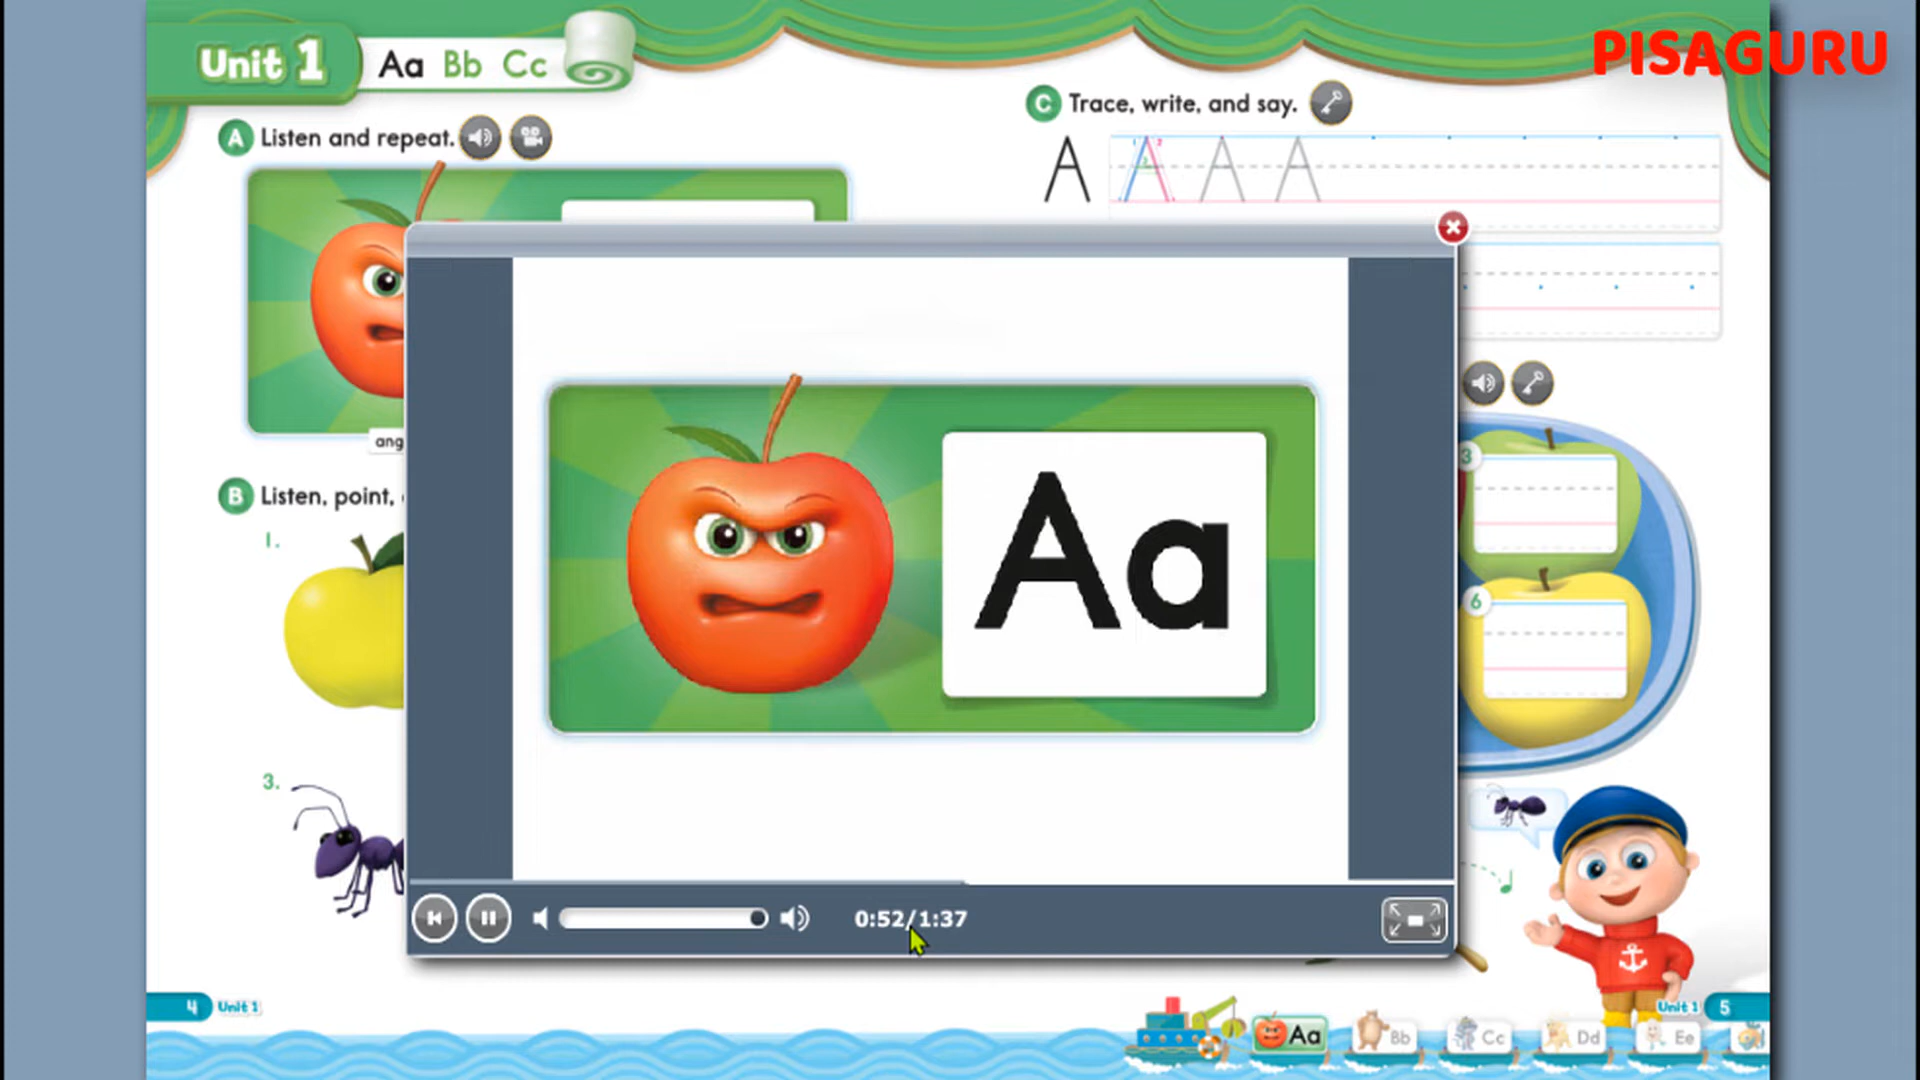 Unit 1
Aa Bb Cc
PISAGURU
A Listen and repeat.
C Trace, write, and say.
A A A A
ang
B Listen, point,
1.
3.
Aa
3
6
0:52/1:37
4 Unit 1
Unit 1 5
Aa Bb Cc Dd Ee